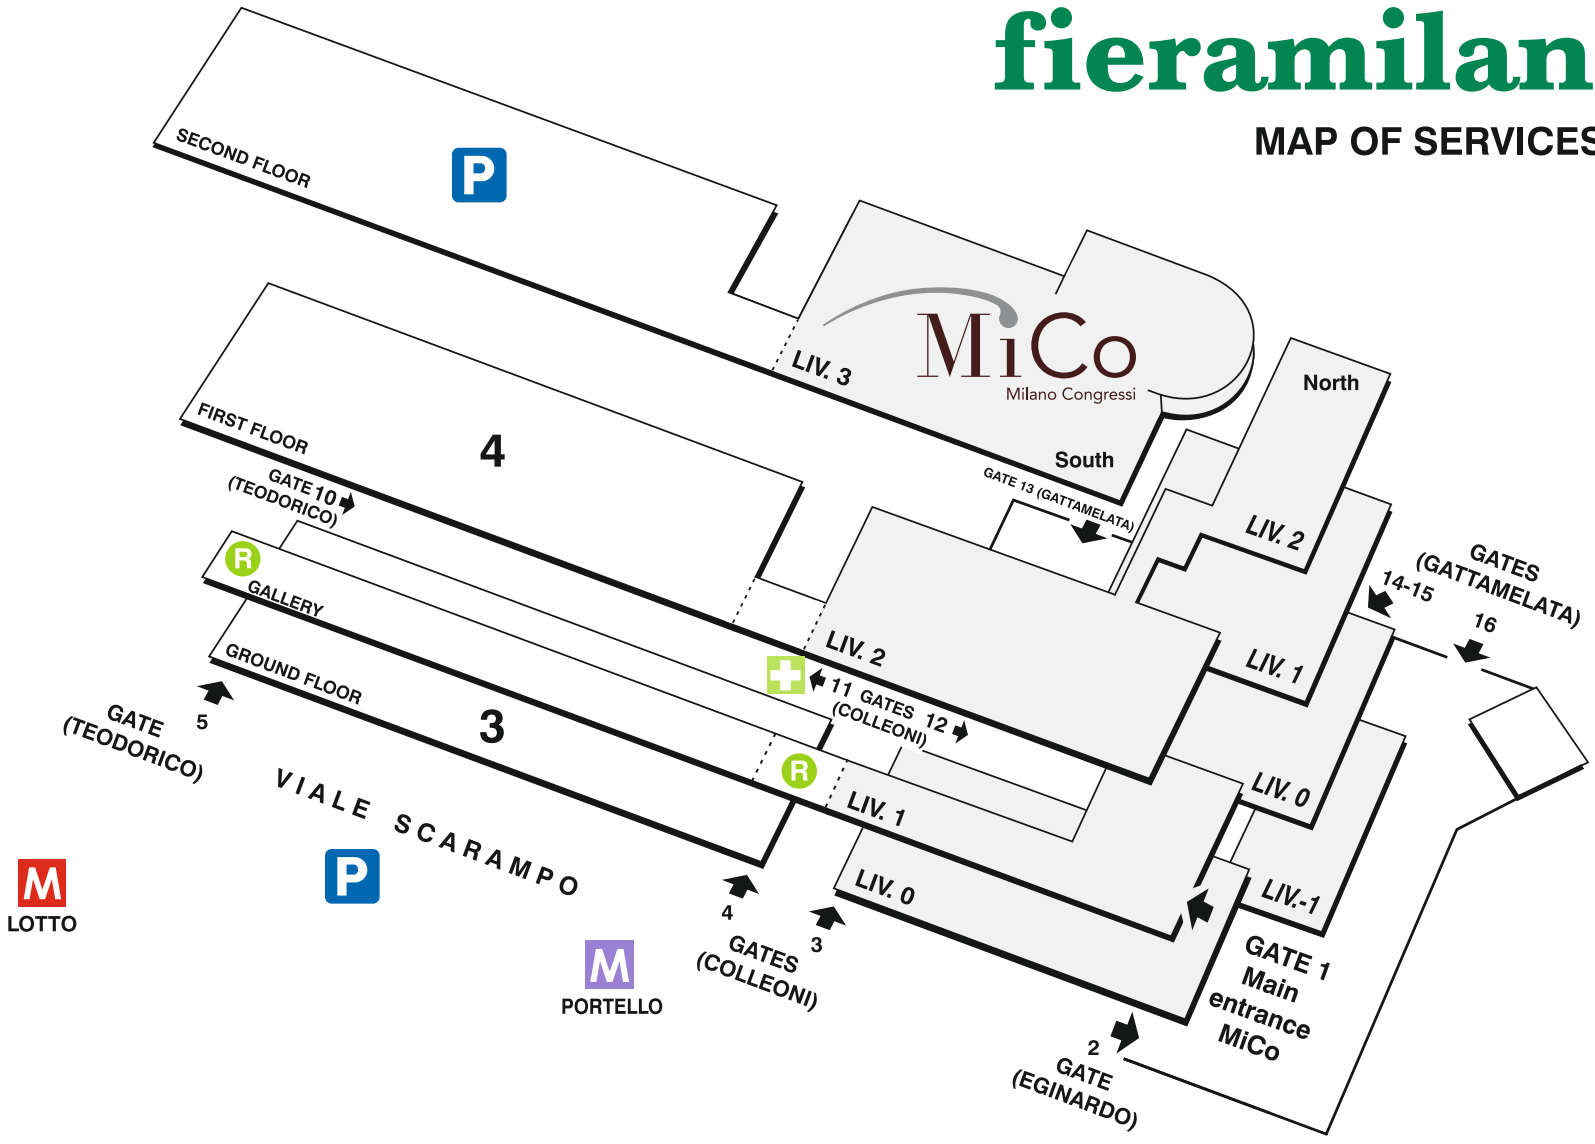 fieramilan
MAP OF SERVICES
SECOND FLOOR
P
MiCo
Milano Congressi
LIV. 3
South
North
FIRST FLOOR
4
GATE 10
(TEODORICO)
GATE 13 (GATTAMELATA)
LIV. 2
LIV. 2
LIV. 1
LIV. 0
LIV.-1
GATES
(GATTAMELATA)
14-15
16
R
GALLERY
GROUND FLOOR
3
11 GATES 12
(COLLEONI)
R
LIV. 1
LIV. 0
GATE 5
(TEODORICO)
VIALE SCARAMPO
M
LOTTO
P
M
PORTELLO
4
3
GATES
(COLLEONI)
GATE 1
Main
entrance
MiCo
2
GATE
(EGINARDO)